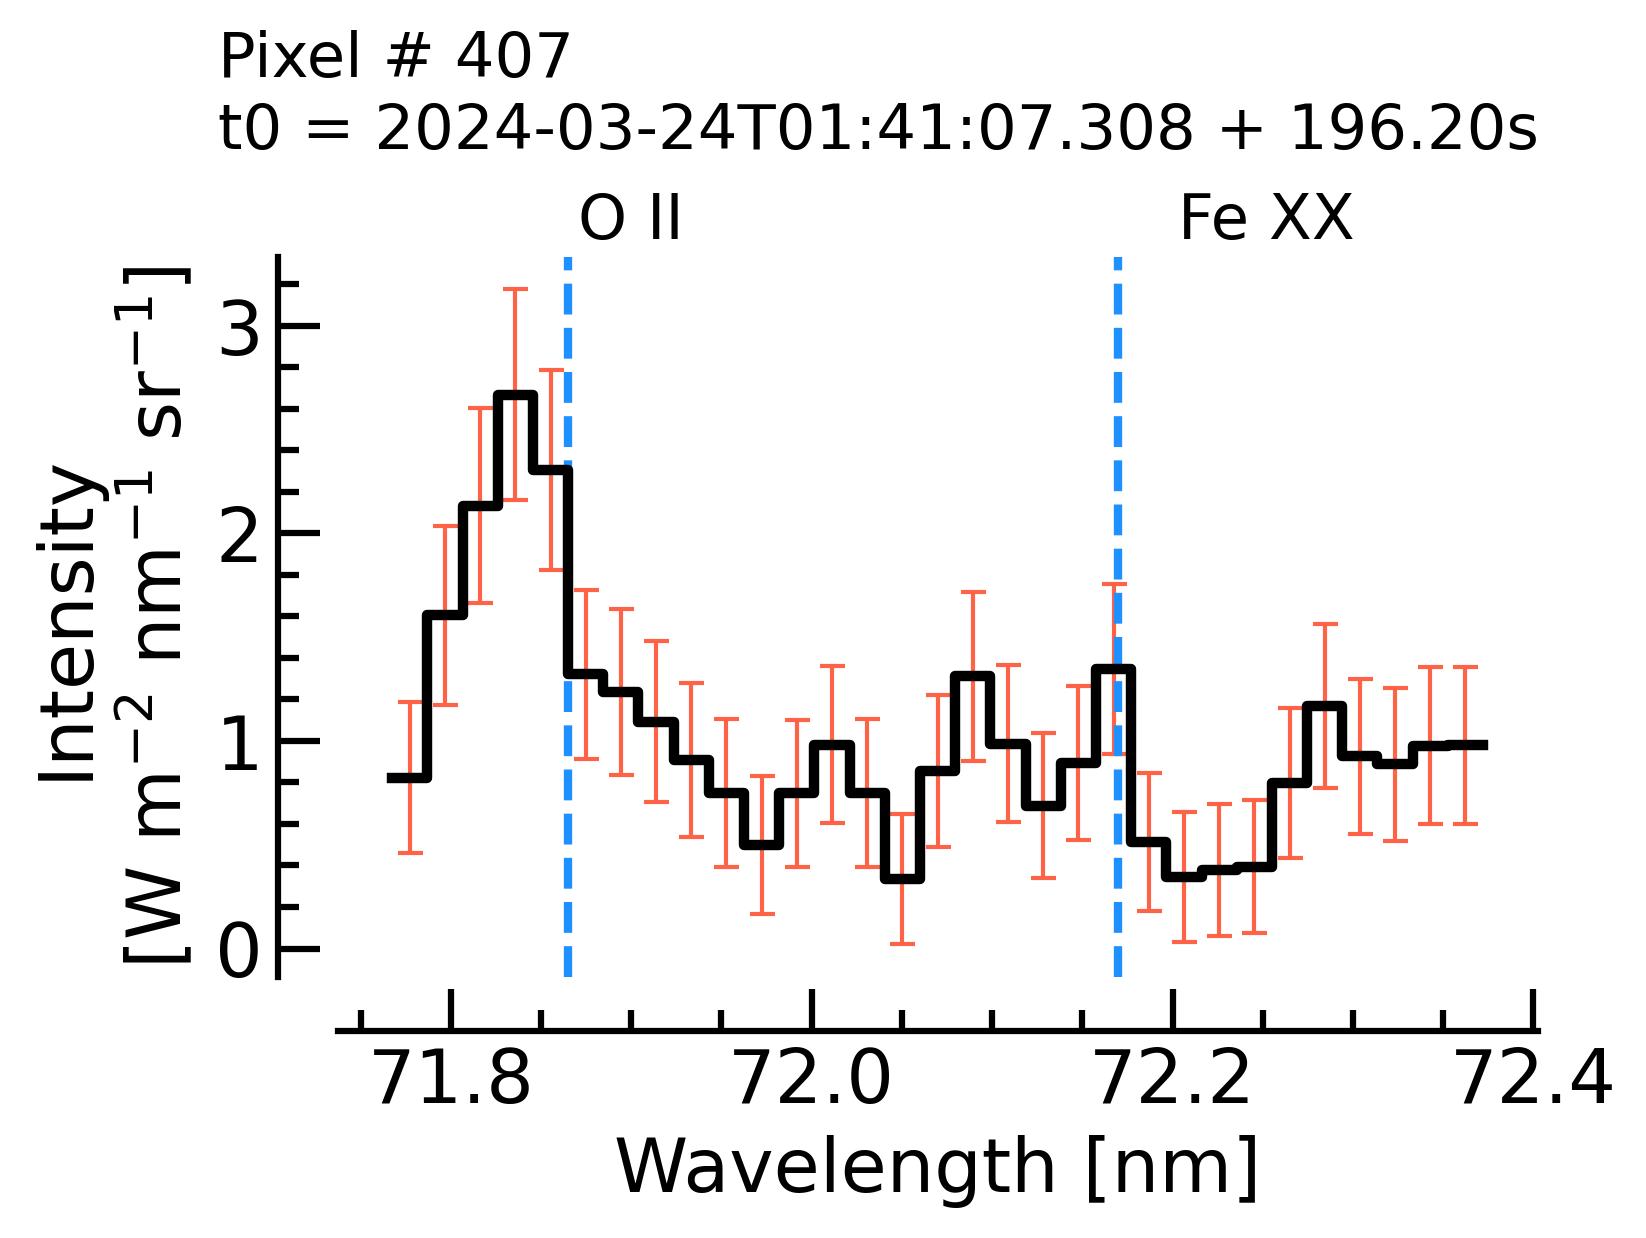 Pixel # 407
t0 = 2024-03-24T01:41:07.308 + 196.20s
O II
Fe XX
Intensity
[W m⁻² nm⁻¹ sr⁻¹]
3
2
1
0
71.8 72.0 72.2 72.4
Wavelength [nm]